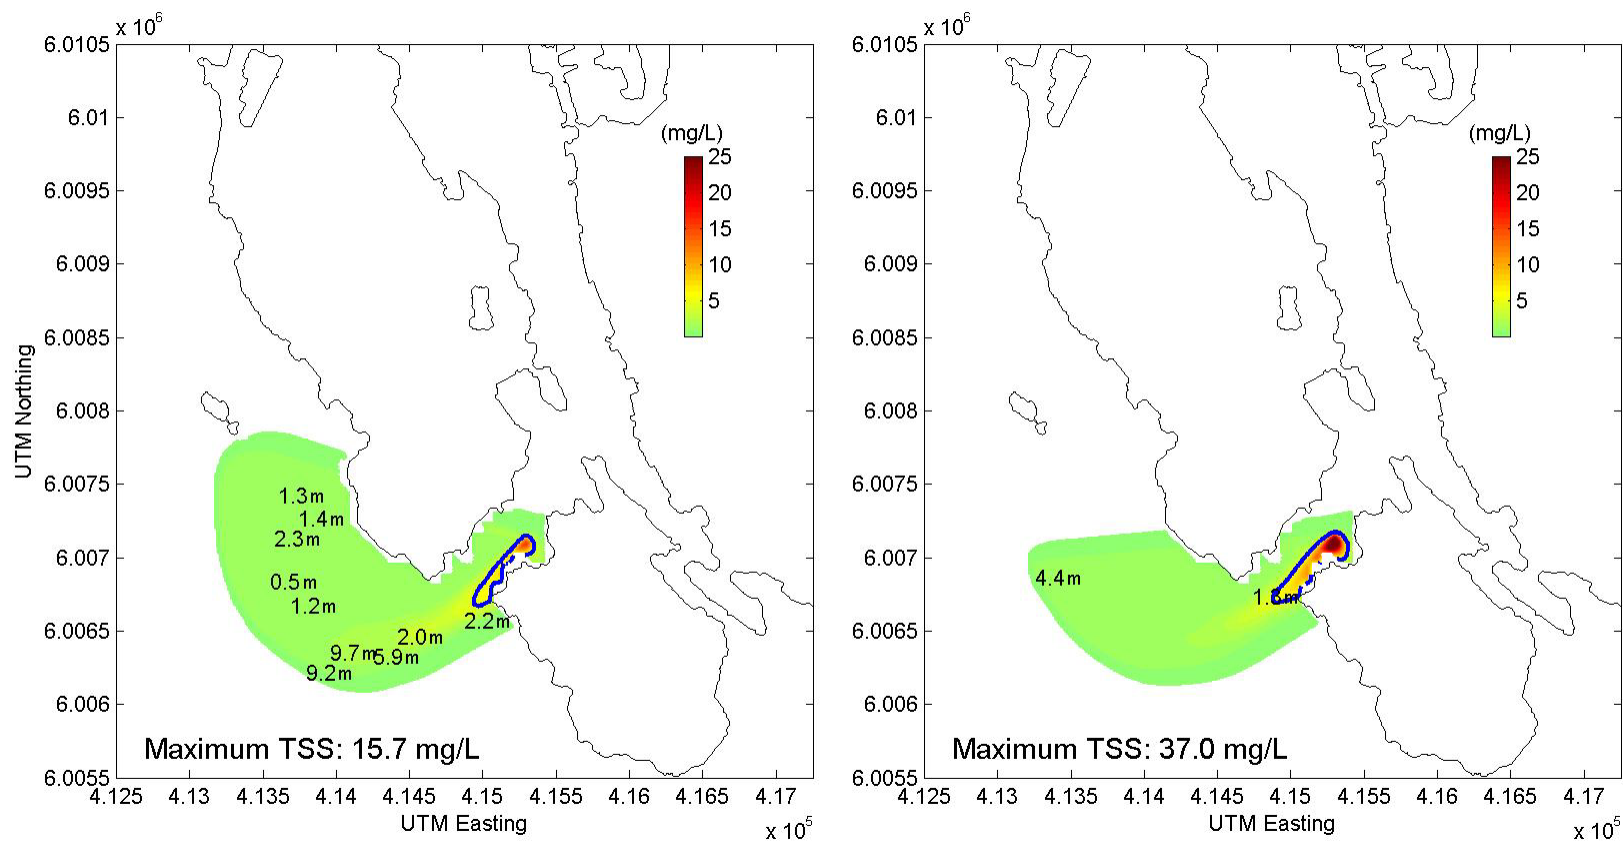 x 10^6
6.0105
6.01
6.0095
6.009
6.0085
6.008
6.0075
6.007
6.0065
6.006
6.0055
UTM Northing
(mg/L)
25
20
15
10
5
1.3m
1.4m
2.3m
0.5m
1.2m
2.2m
2.0m
9.7m
5.9m
9.2m
Maximum TSS: 15.7 mg/L
4.125 4.13 4.135 4.14 4.145 4.15 4.155 4.16 4.165 4.17
UTM Easting
x 10^5
x 10^6
6.0105
6.01
6.0095
6.009
6.0085
6.008
6.0075
6.007
6.0065
6.006
6.0055
(mg/L)
25
20
15
10
5
4.4m
Maximum TSS: 37.0 mg/L
4.125 4.13 4.135 4.14 4.145 4.15 4.155 4.16 4.165 4.17
UTM Easting
x 10^5